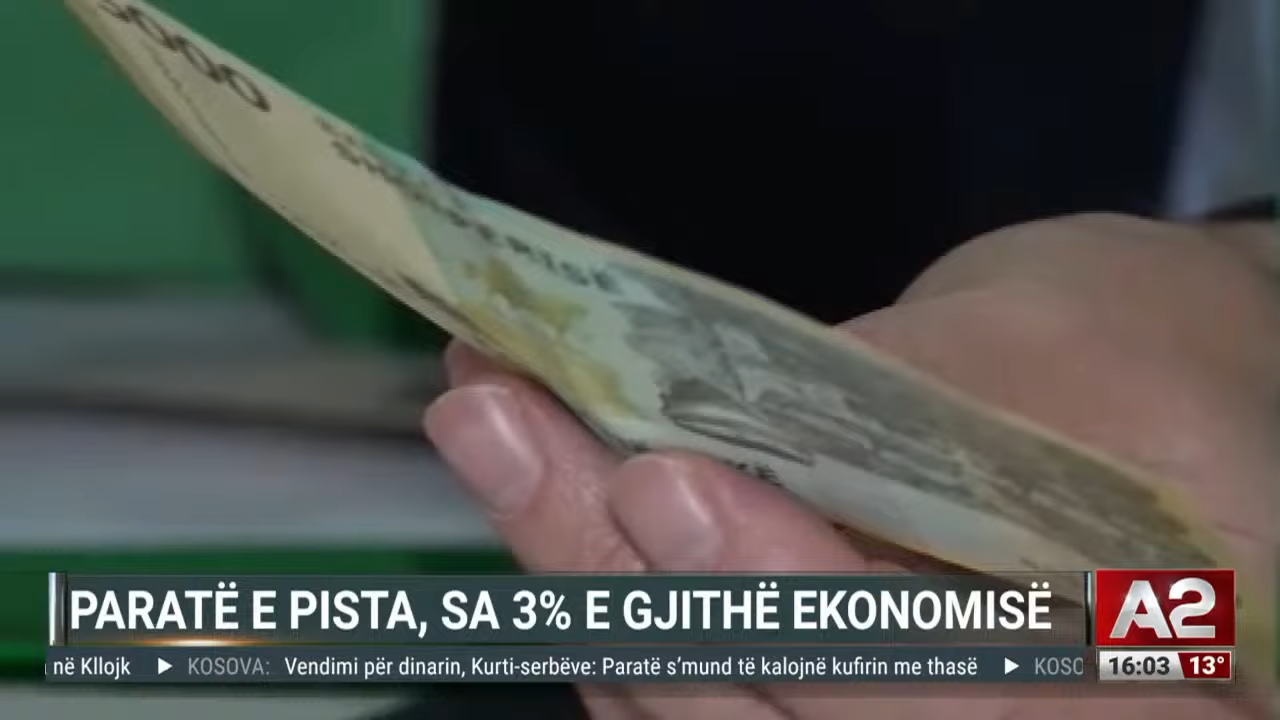 PARATË E PISTA, SA 3% E GJITHË EKONOMISË
A2
në Kllojk ▶ KOSOVA: Vendimi për dinarin, Kurti-serbëve: Paratë s’mund të kalojnë kufirin me thasë ▶ KOSO
16:03 13°